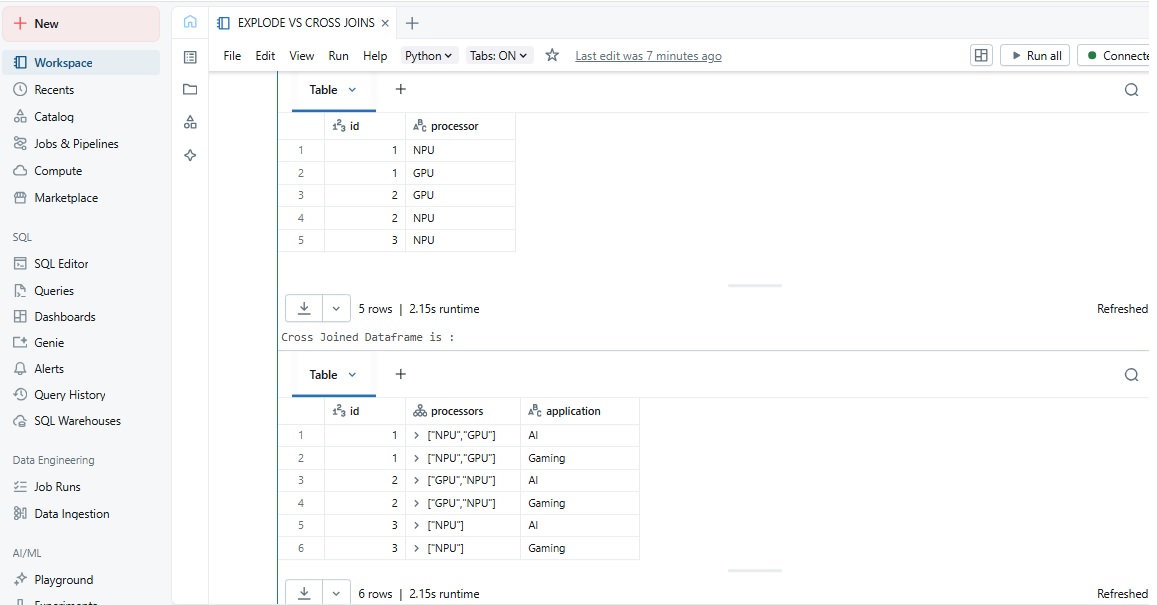 New
EXPLODE VS CROSS JOINS
File Edit View Run Help Python Tabs: ON Last edit was 7 minutes ago Run all Connecte
Workspace
Recents
Catalog
Jobs & Pipelines
Compute
Marketplace
SQL
SQL Editor
Queries
Dashboards
Genie
Alerts
Query History
SQL Warehouses
Data Engineering
Job Runs
Data Ingestion
AI/ML
Playground
Experiments
Table
id processor
1 1 NPU
2 1 GPU
3 2 GPU
4 2 NPU
5 3 NPU
5 rows | 2.15s runtime Refreshed
Cross Joined Dataframe is :
Table
id processors application
1 1 ["NPU","GPU"] AI
2 1 ["NPU","GPU"] Gaming
3 2 ["GPU","NPU"] AI
4 2 ["GPU","NPU"] Gaming
5 3 ["NPU"] AI
6 3 ["NPU"] Gaming
6 rows | 2.15s runtime Refreshed